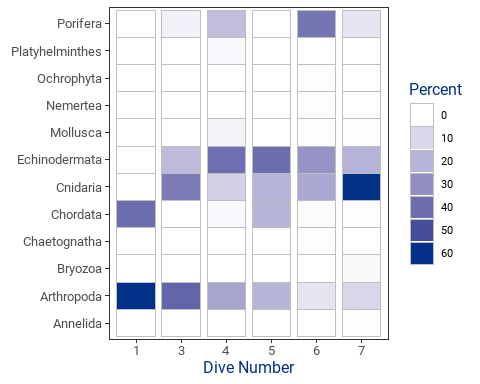 Porifera
Platyhelminthes
Ochrophyta
Nemertea
Mollusca
Echinodermata
Cnidaria
Chordata
Chaetognatha
Bryozoa
Arthropoda
Annelida
1 3 4 5 6 7
Dive Number
Percent
0
10
20
30
40
50
60